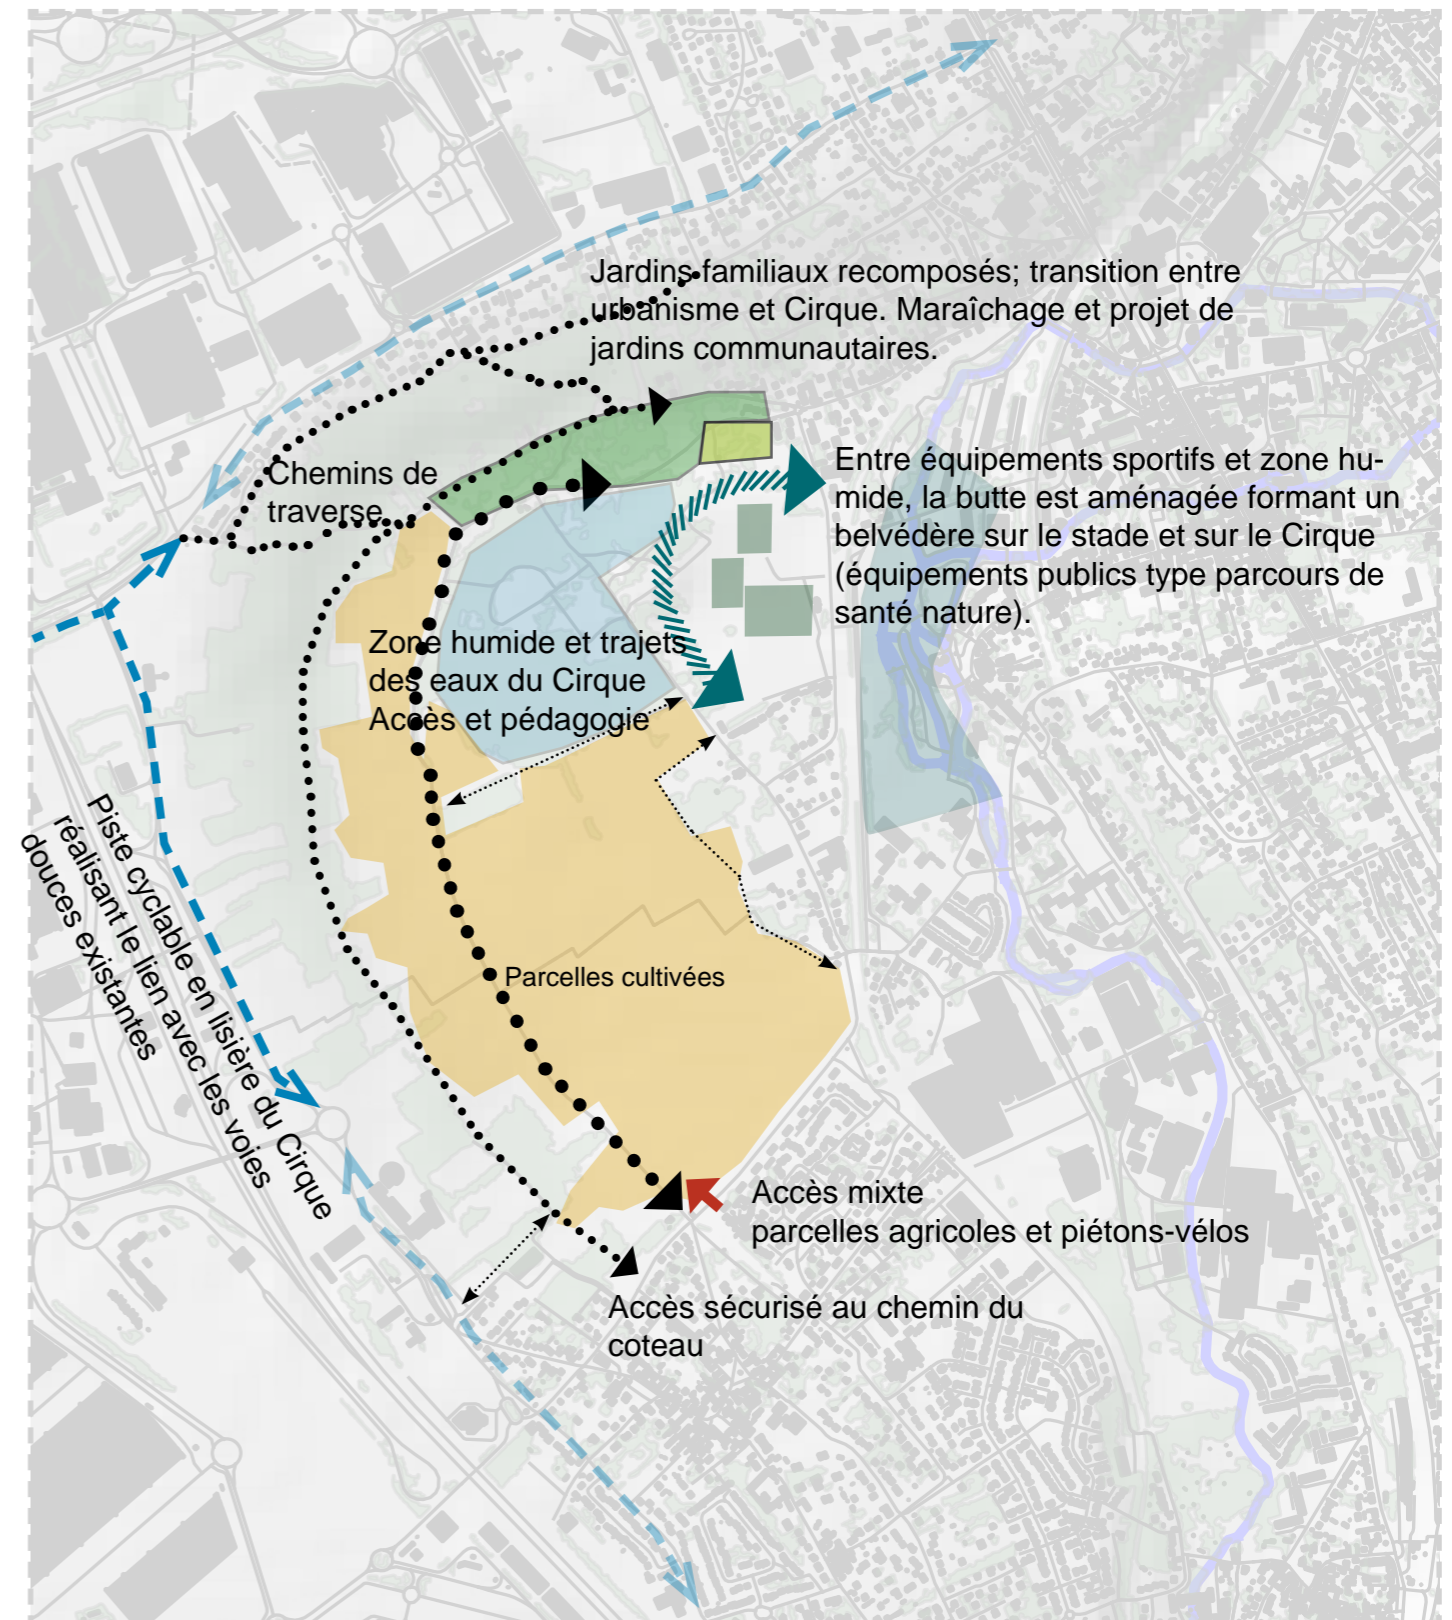 Jardins familiaux recomposés; transition entre
urbanisme et Cirque. Maraîchage et projet de
jardins communautaires.
Chemins de
traverse
Entre équipements sportifs et zone hu-
mide, la butte est aménagée formant un
belvédère sur le stade et sur le Cirque
(équipements publics type parcours de
santé nature).
Zone humide et trajets
des eaux du Cirque
Accès et pédagogie
Piste cyclable en lisière du Cirque
réalisant le lien avec les voies
douces existantes
Parcelles cultivées
Accès mixte
parcelles agricoles et piétons-vélos
Accès sécurisé au chemin du
coteau